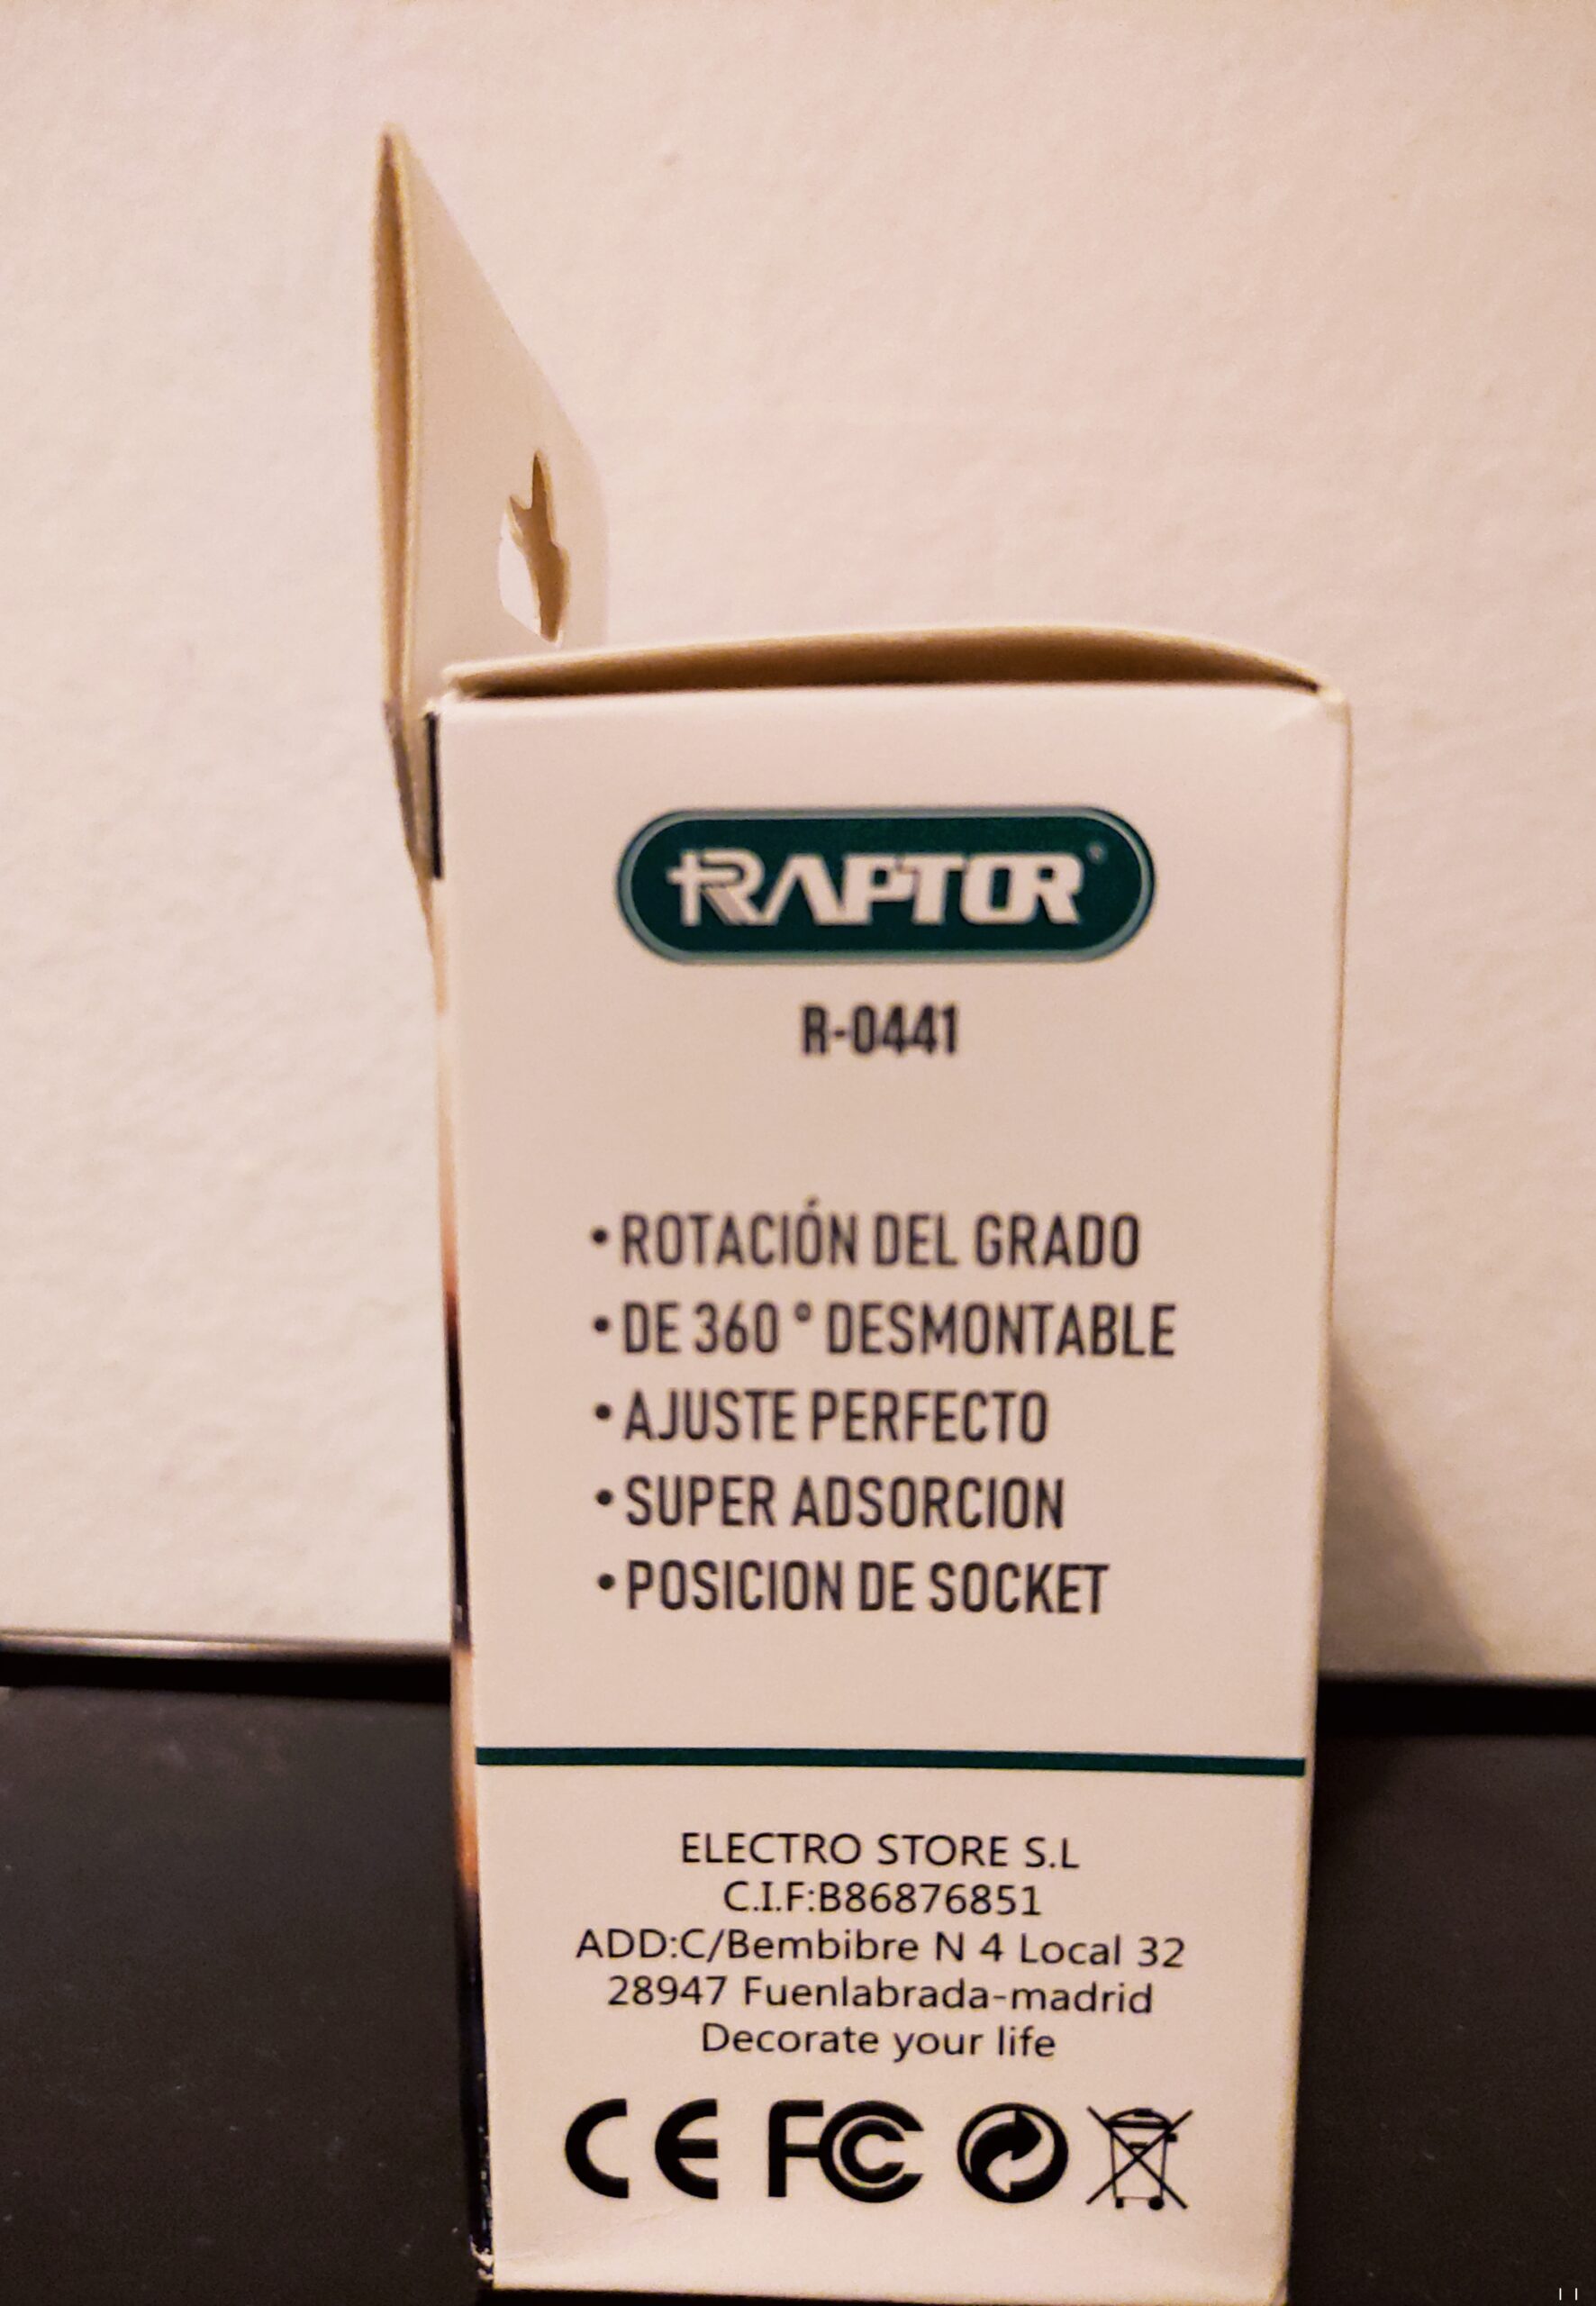 RAPTOR®
R-0441
• ROTACIÓN DEL GRADO
• DE 360 ° DESMONTABLE
• AJUSTE PERFECTO
• SUPER ADSORCION
• POSICION DE SOCKET
ELECTRO STORE S.L
C.I.F:B86876851
ADD:C/Bembibre N 4 Local 32
28947 Fuenlabrada-madrid
Decorate your life
CE FC